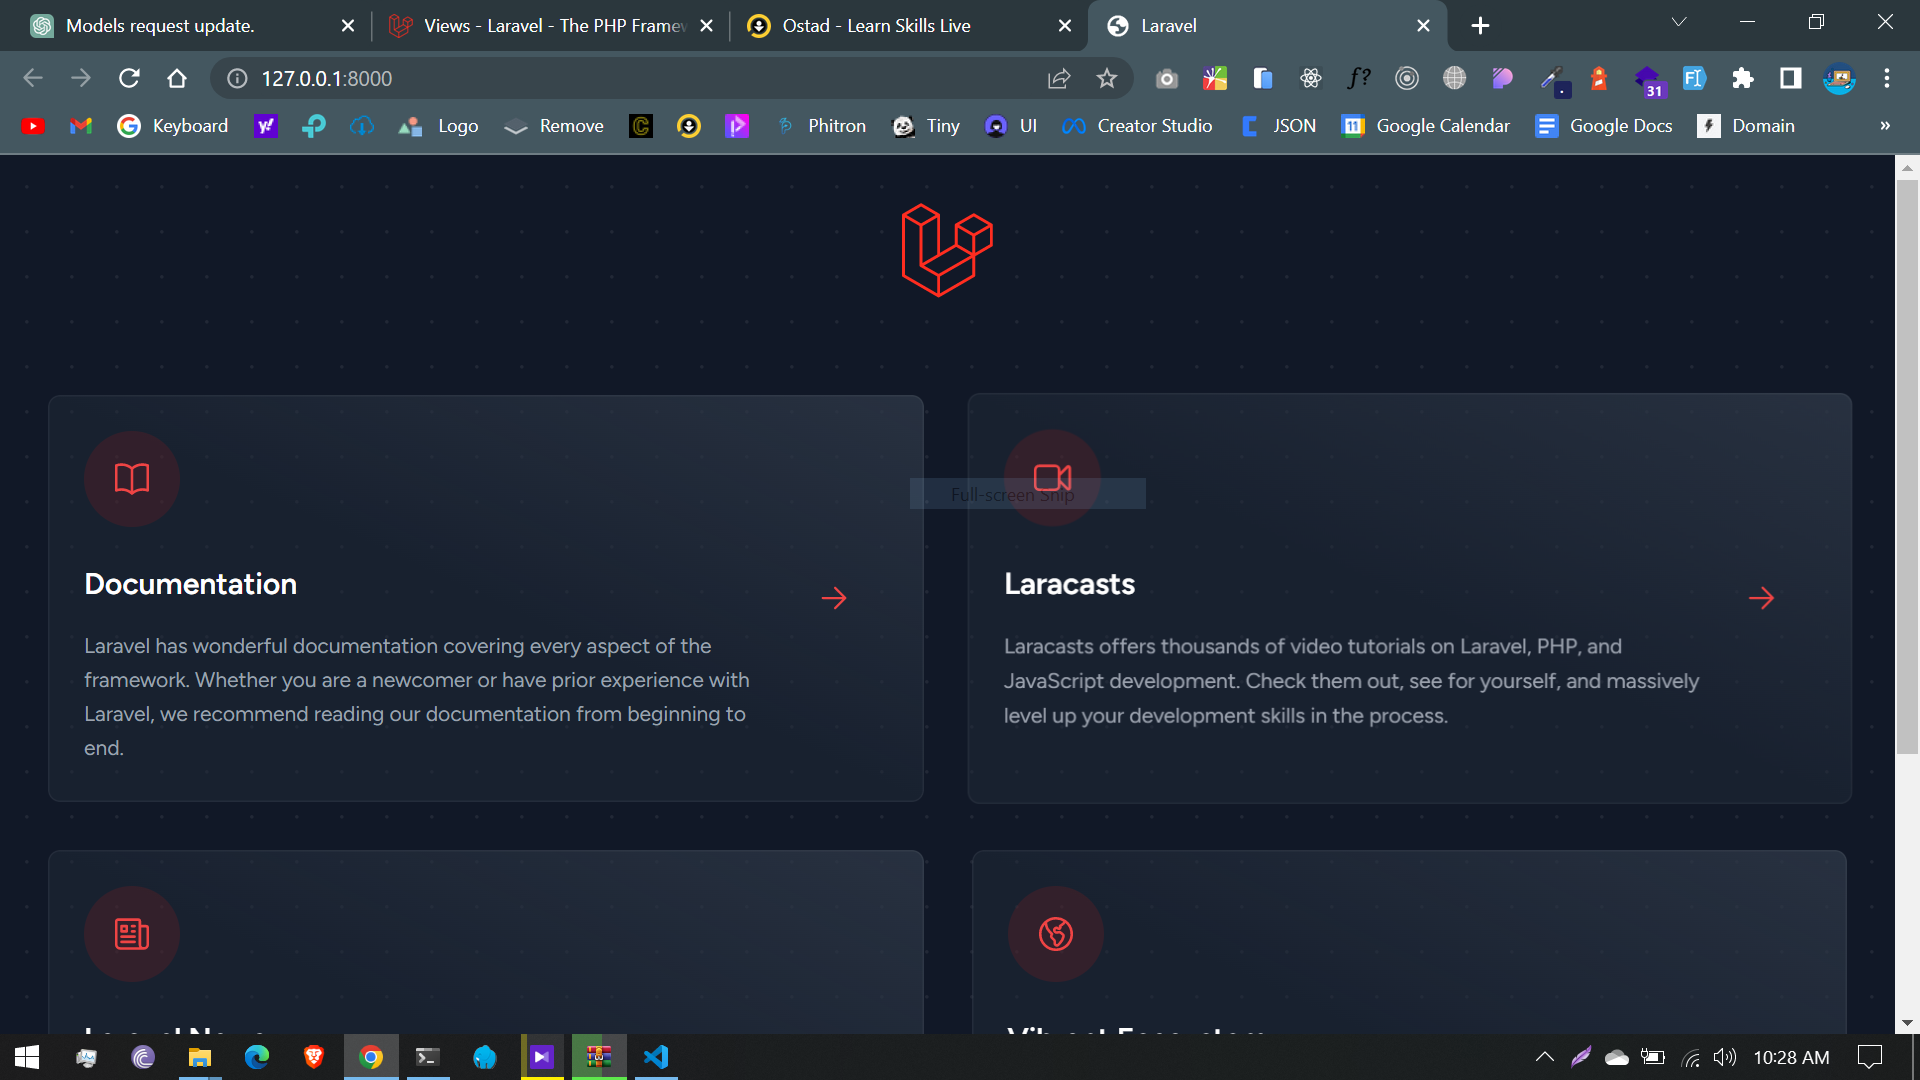 Models request update.
Views - Laravel - The PHP Framew
Ostad - Learn Skills Live
Laravel
127.0.0.1:8000
f?
31
Keyboard
Logo
Remove
Phitron
Tiny
UI
Creator Studio
JSON
Google Calendar
Google Docs
Domain
»
Full-screen Snip
Documentation
Laravel has wonderful documentation covering every aspect of the
framework. Whether you are a newcomer or have prior experience with
Laravel, we recommend reading our documentation from beginning to
end.
Laracasts
Laracasts offers thousands of video tutorials on Laravel, PHP, and
JavaScript development. Check them out, see for yourself, and massively
level up your development skills in the process.
Laravel News
Vibrant Ecosystem
10:28 AM